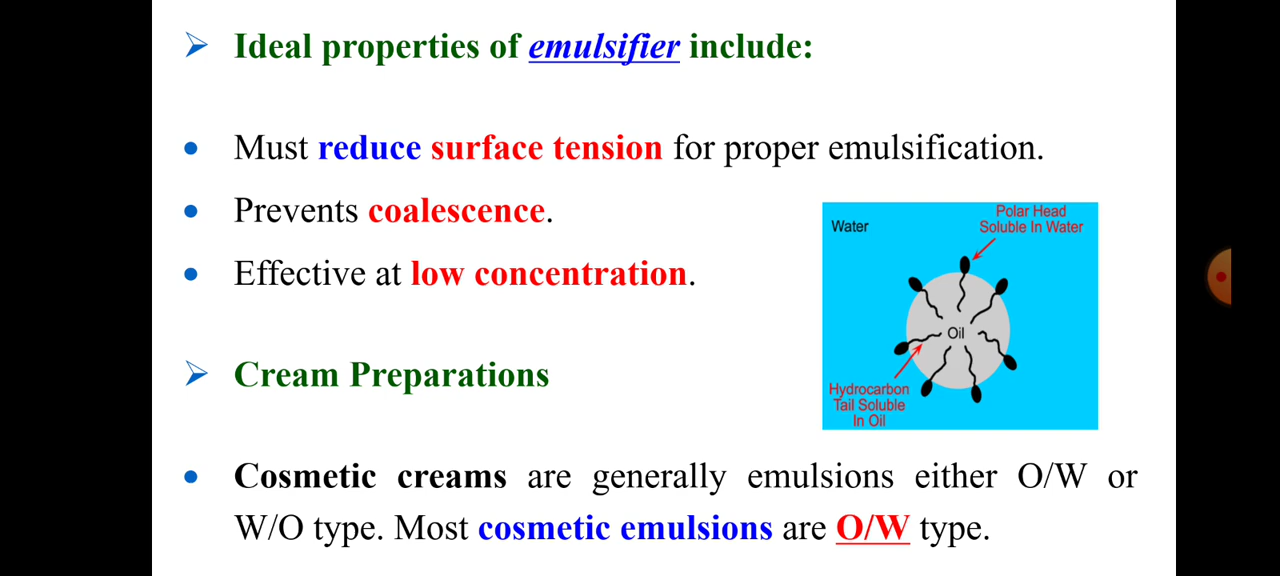 Ideal properties of emulsifier include:
Must reduce surface tension for proper emulsification.
Prevents coalescence.
Effective at low concentration.
Water
Polar Head
Soluble In Water
Oil
Hydrocarbon
Tail Soluble
In Oil
Cream Preparations
Cosmetic creams are generally emulsions either O/W or
W/O type. Most cosmetic emulsions are O/W type.